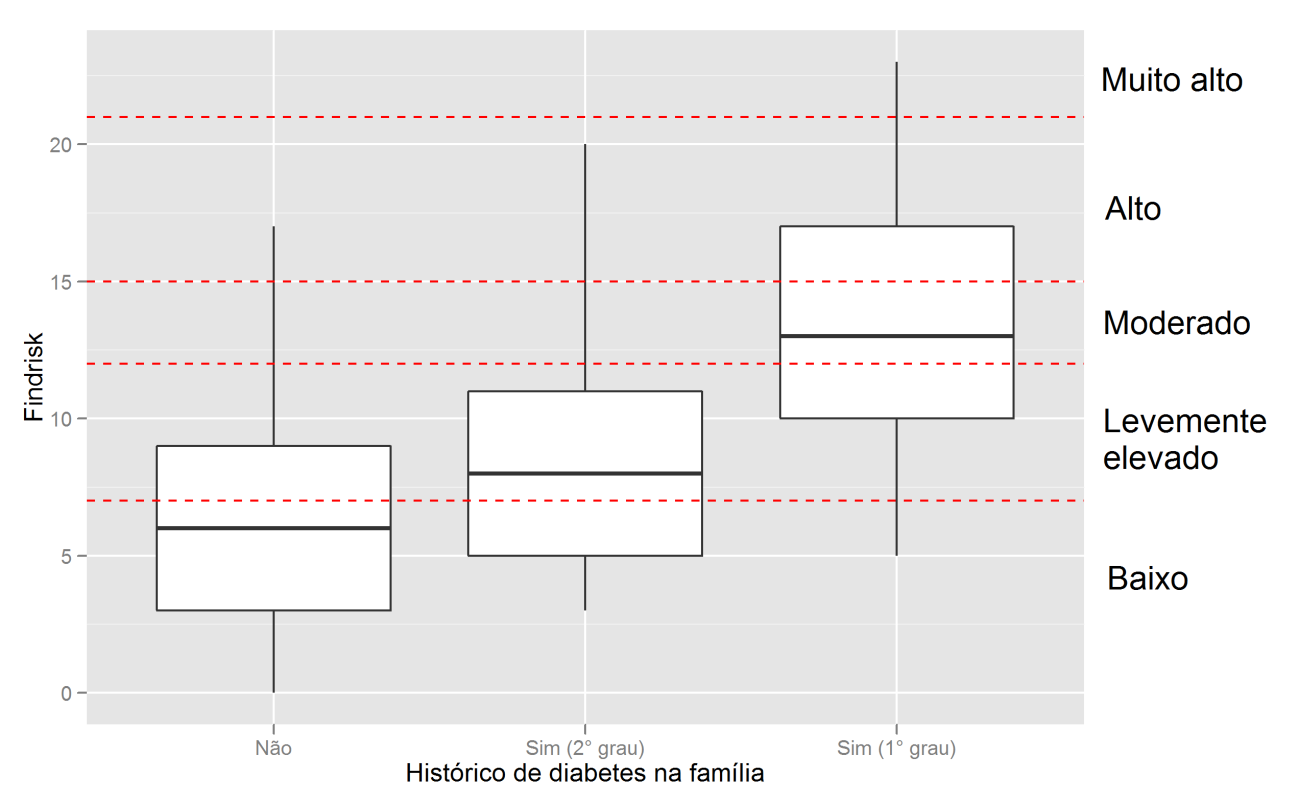 Muito alto
20
Alto
15
Moderado
Findrisk
10
Levemente
elevado
5
Baixo
0
Não
Sim (2° grau)
Sim (1° grau)
Histórico de diabetes na família